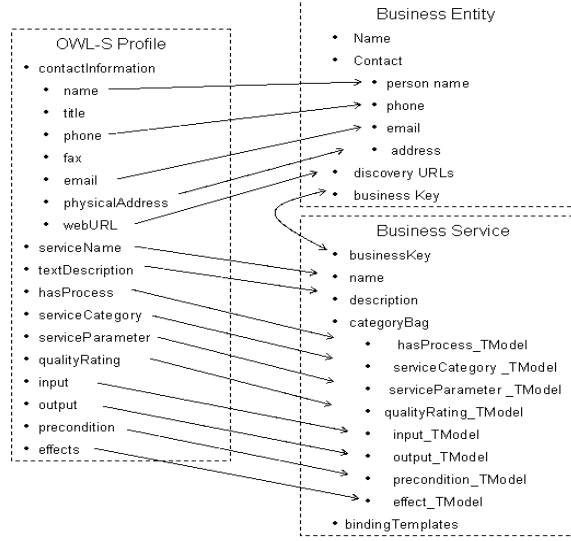 OWL-S Profile
contactInformation
name
title
phone
fax
email
physicalAddress
webURL
serviceName
textDescription
hasProcess
serviceCategory
serviceParameter
qualityRating
input
output
precondition
effects
Business Entity
Name
Contact
person name
phone
email
address
discovery URLs
business Key
Business Service
businessKey
name
description
categoryBag
hasProcess_TModel
serviceCategory _TModel
serviceParameter _TModel
qualityRating_TModel
input_TModel
output_TModel
precondition_TModel
effect_TModel
bindingTemplates